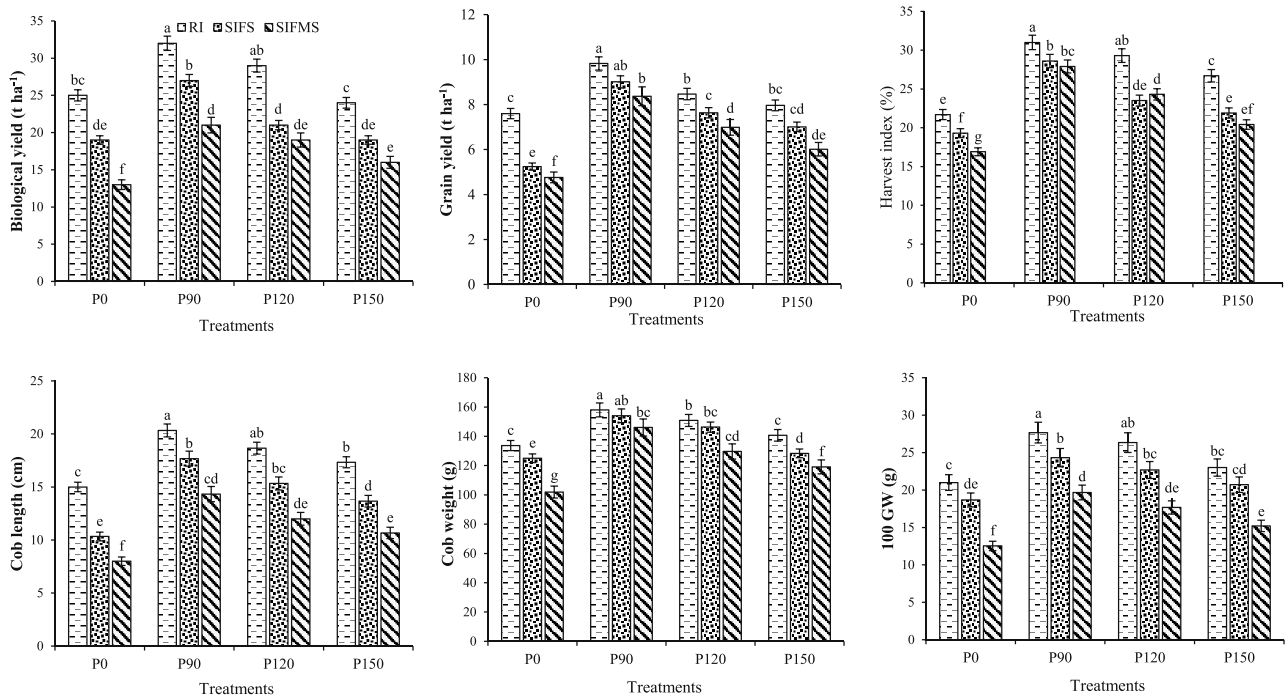 Biological yield (t ha⁻¹)
35
30
25
20
15
10
5
0
RI SIFS SIFMS
bc de f
a b d
ab d de
c de e
P0 P90 P120 P150
Treatments
Grain yield (t ha⁻¹)
12
10
8
6
4
2
0
c e f
a ab b
b c d
bc cd de
P0 P90 P120 P150
Treatments
Harvest index (%)
35
30
25
20
15
10
5
0
e f g
a b bc
ab de d
c e ef
P0 P90 P120 P150
Treatments
Cob length (cm)
25
20
15
10
5
0
c e f
a b cd
ab bc de
b d e
P0 P90 P120 P150
Treatments
Cob weight (g)
180
160
140
120
100
80
60
40
20
0
d e g
a ab bc
b bc cd
c d f
P0 P90 P120 P150
Treatments
100 GW (g)
35
30
25
20
15
10
5
0
c de f
a b d
ab cd de
bc cd e
P0 P90 P120 P150
Treatments